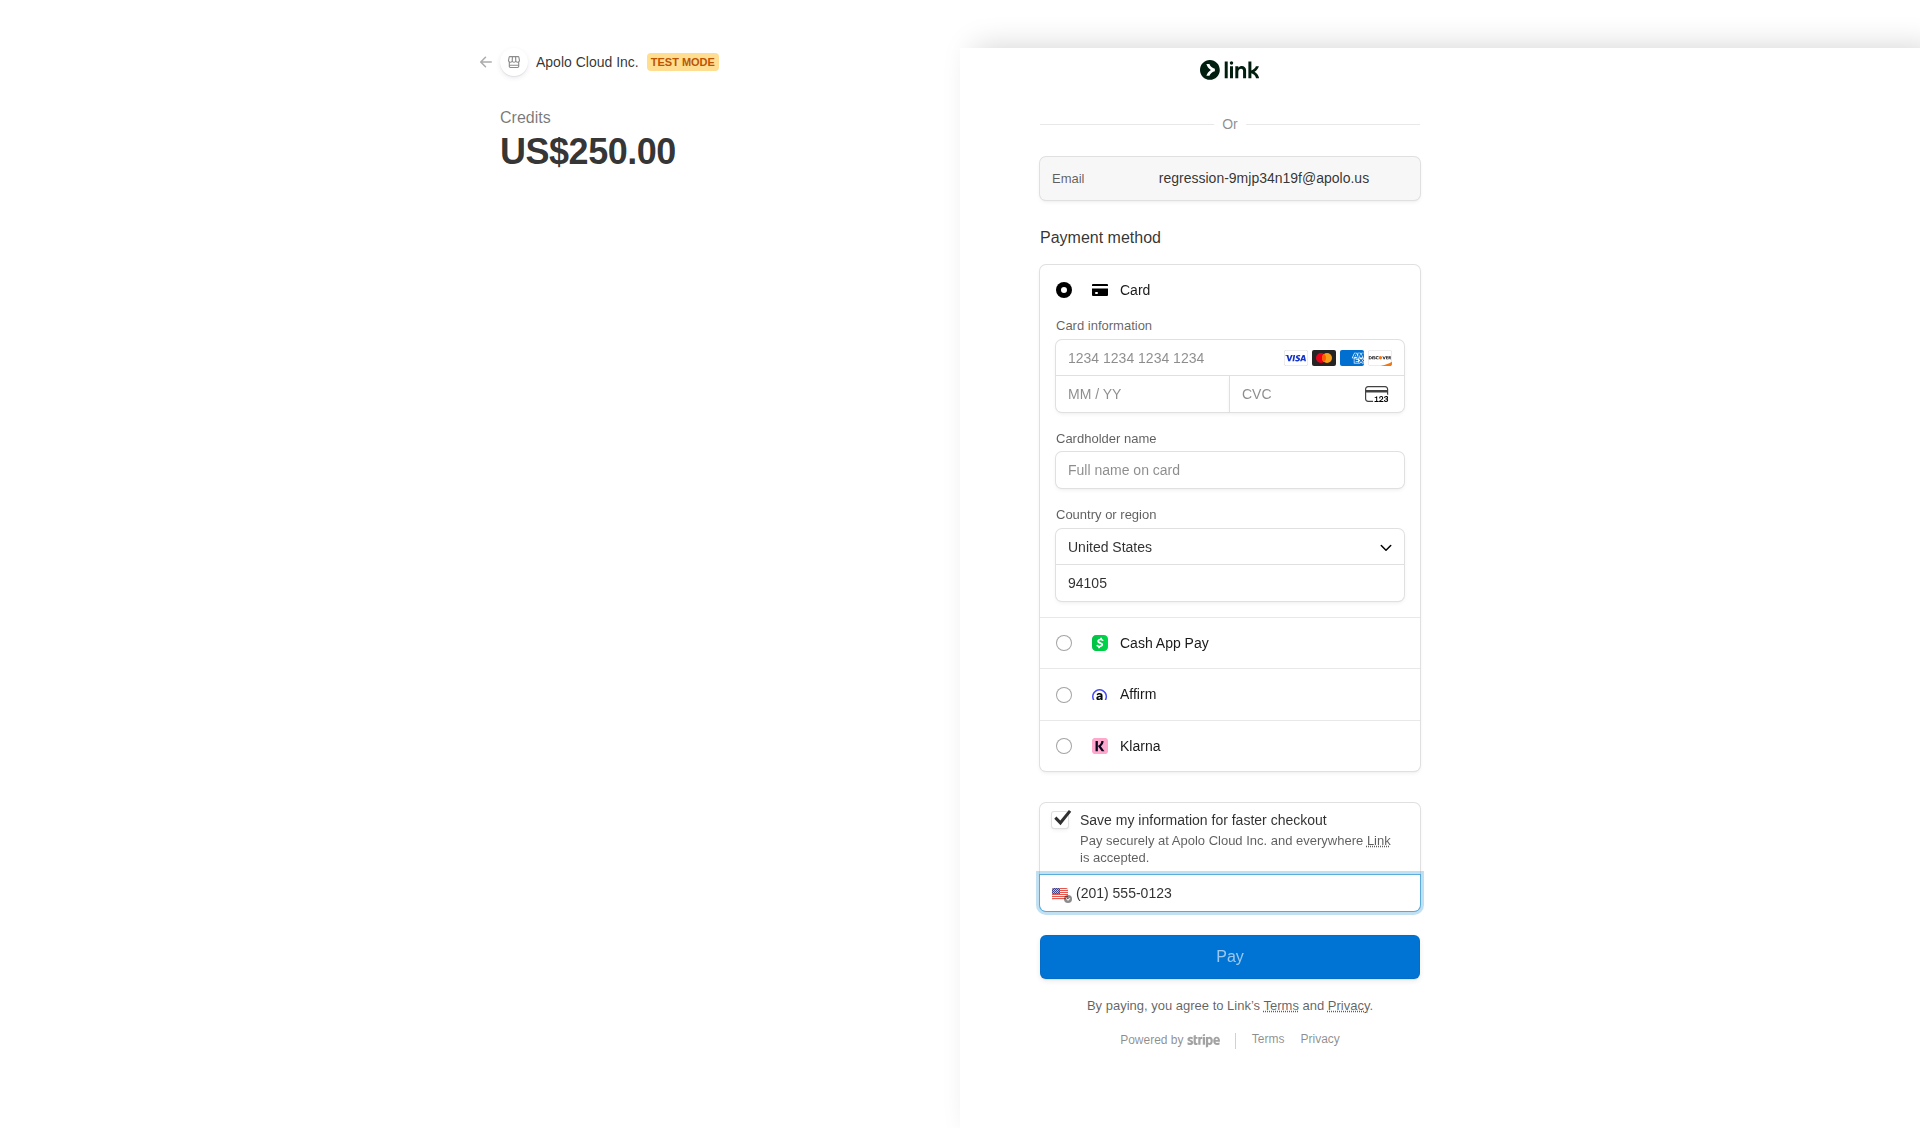 Apolo Cloud Inc. TEST MODE
Credits
US$250.00
link
Or
Email regression-9mjp34n19f@apolo.us
Payment method
Card
Card information
1234 1234 1234 1234 VISA AMEX DISCOVER
MM / YY CVC 123
Cardholder name
Full name on card
Country or region
United States
94105
$ Cash App Pay
a Affirm
K Klarna
Save my information for faster checkout
Pay securely at Apolo Cloud Inc. and everywhere Link
is accepted.
(201) 555-0123
Pay
By paying, you agree to Link’s Terms and Privacy.
Powered by stripe Terms Privacy